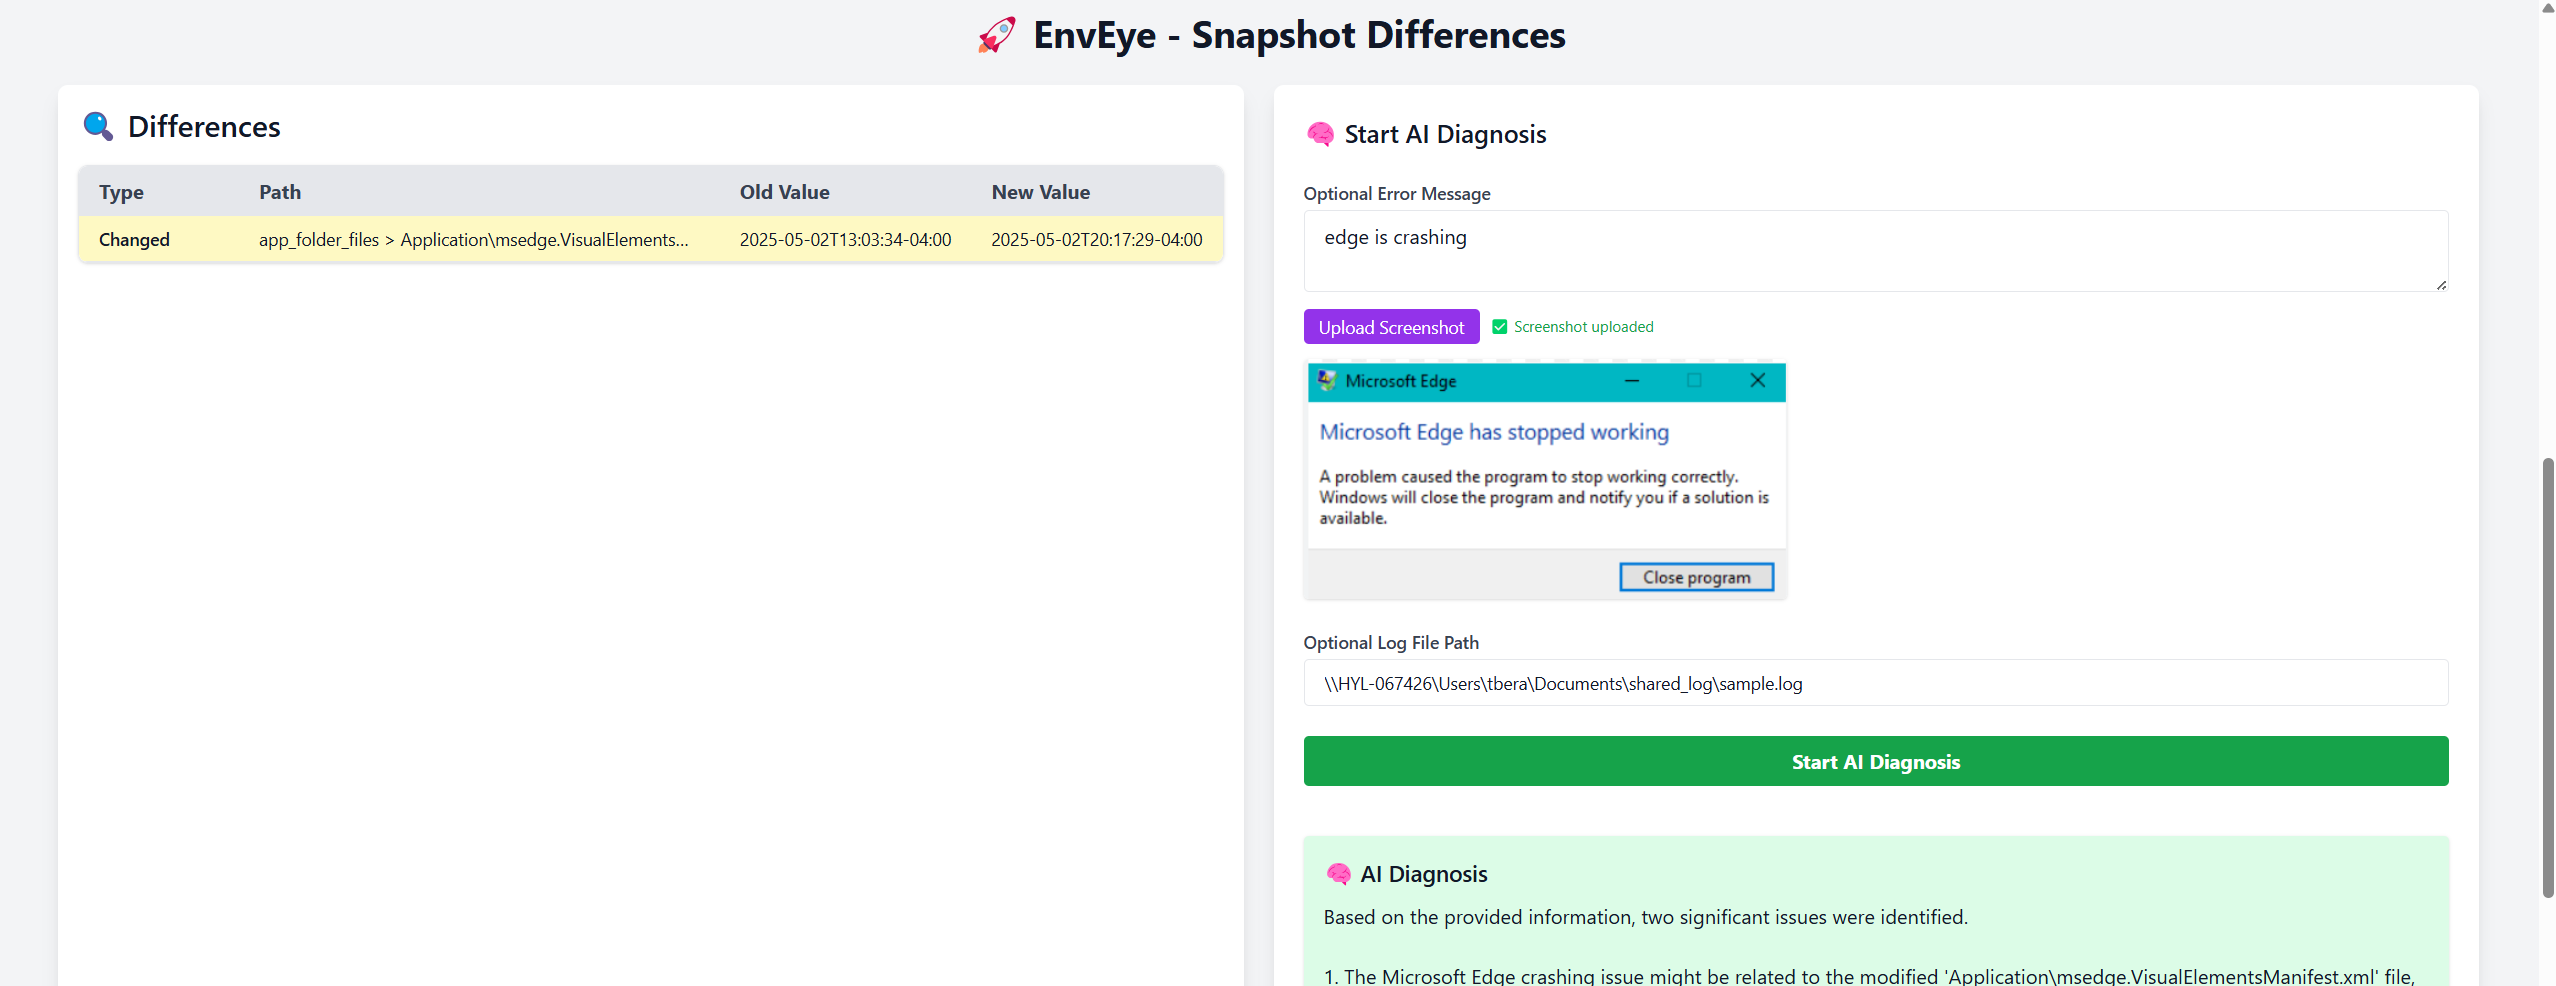 EnvEye - Snapshot Differences
Differences
Type Path Old Value New Value
Changed app_folder_files > Application\msedge.VisualElements... 2025-05-02T13:03:34-04:00 2025-05-02T20:17:29-04:00
Start AI Diagnosis
Optional Error Message
edge is crashing
Upload Screenshot Screenshot uploaded
Microsoft Edge
Microsoft Edge has stopped working
A problem caused the program to stop working correctly.
Windows will close the program and notify you if a solution is
available.
Close program
Optional Log File Path
\\HYL-067426\Users\tbera\Documents\shared_log\sample.log
Start AI Diagnosis
AI Diagnosis
Based on the provided information, two significant issues were identified.
1. The Microsoft Edge crashing issue might be related to the modified 'Application\msedge.VisualElementsManifest.xml' file,